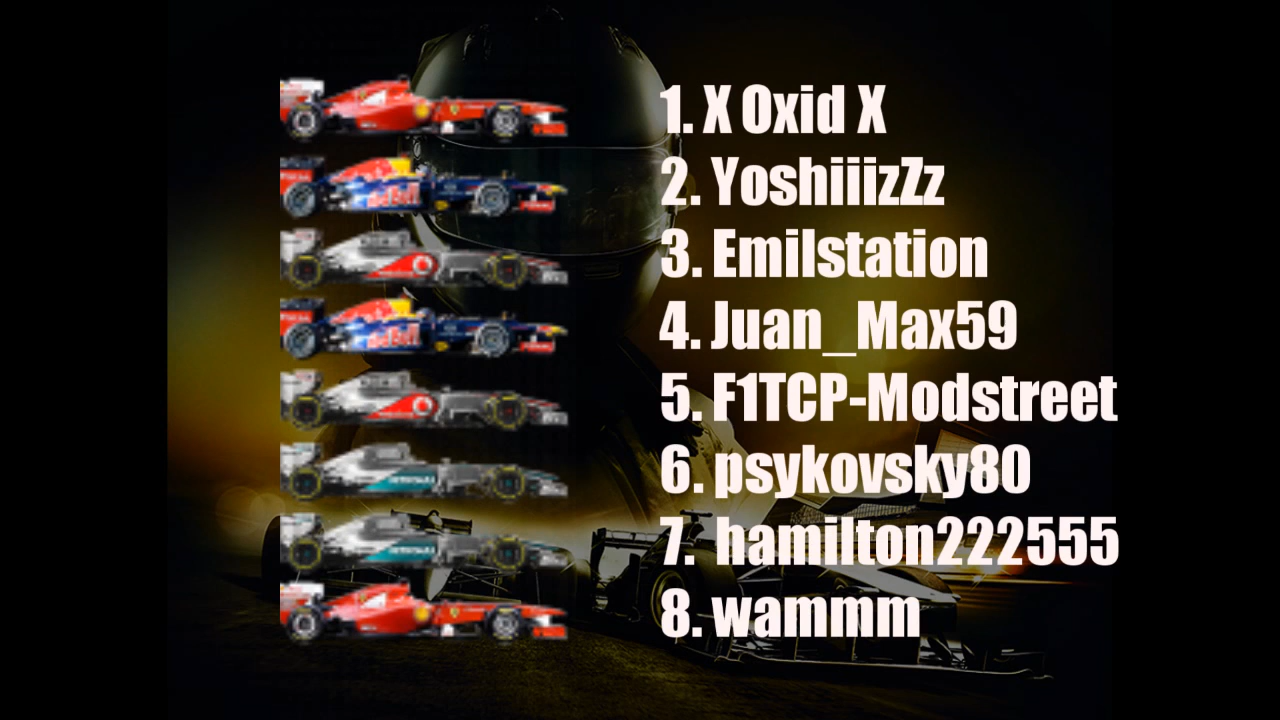 1. X Oxid X
2. YoshiiizZz
3. Emilstation
4. Juan_Max59
5. F1TCP-Modstreet
6. psykovsky80
7. hamilton222555
8. wammm